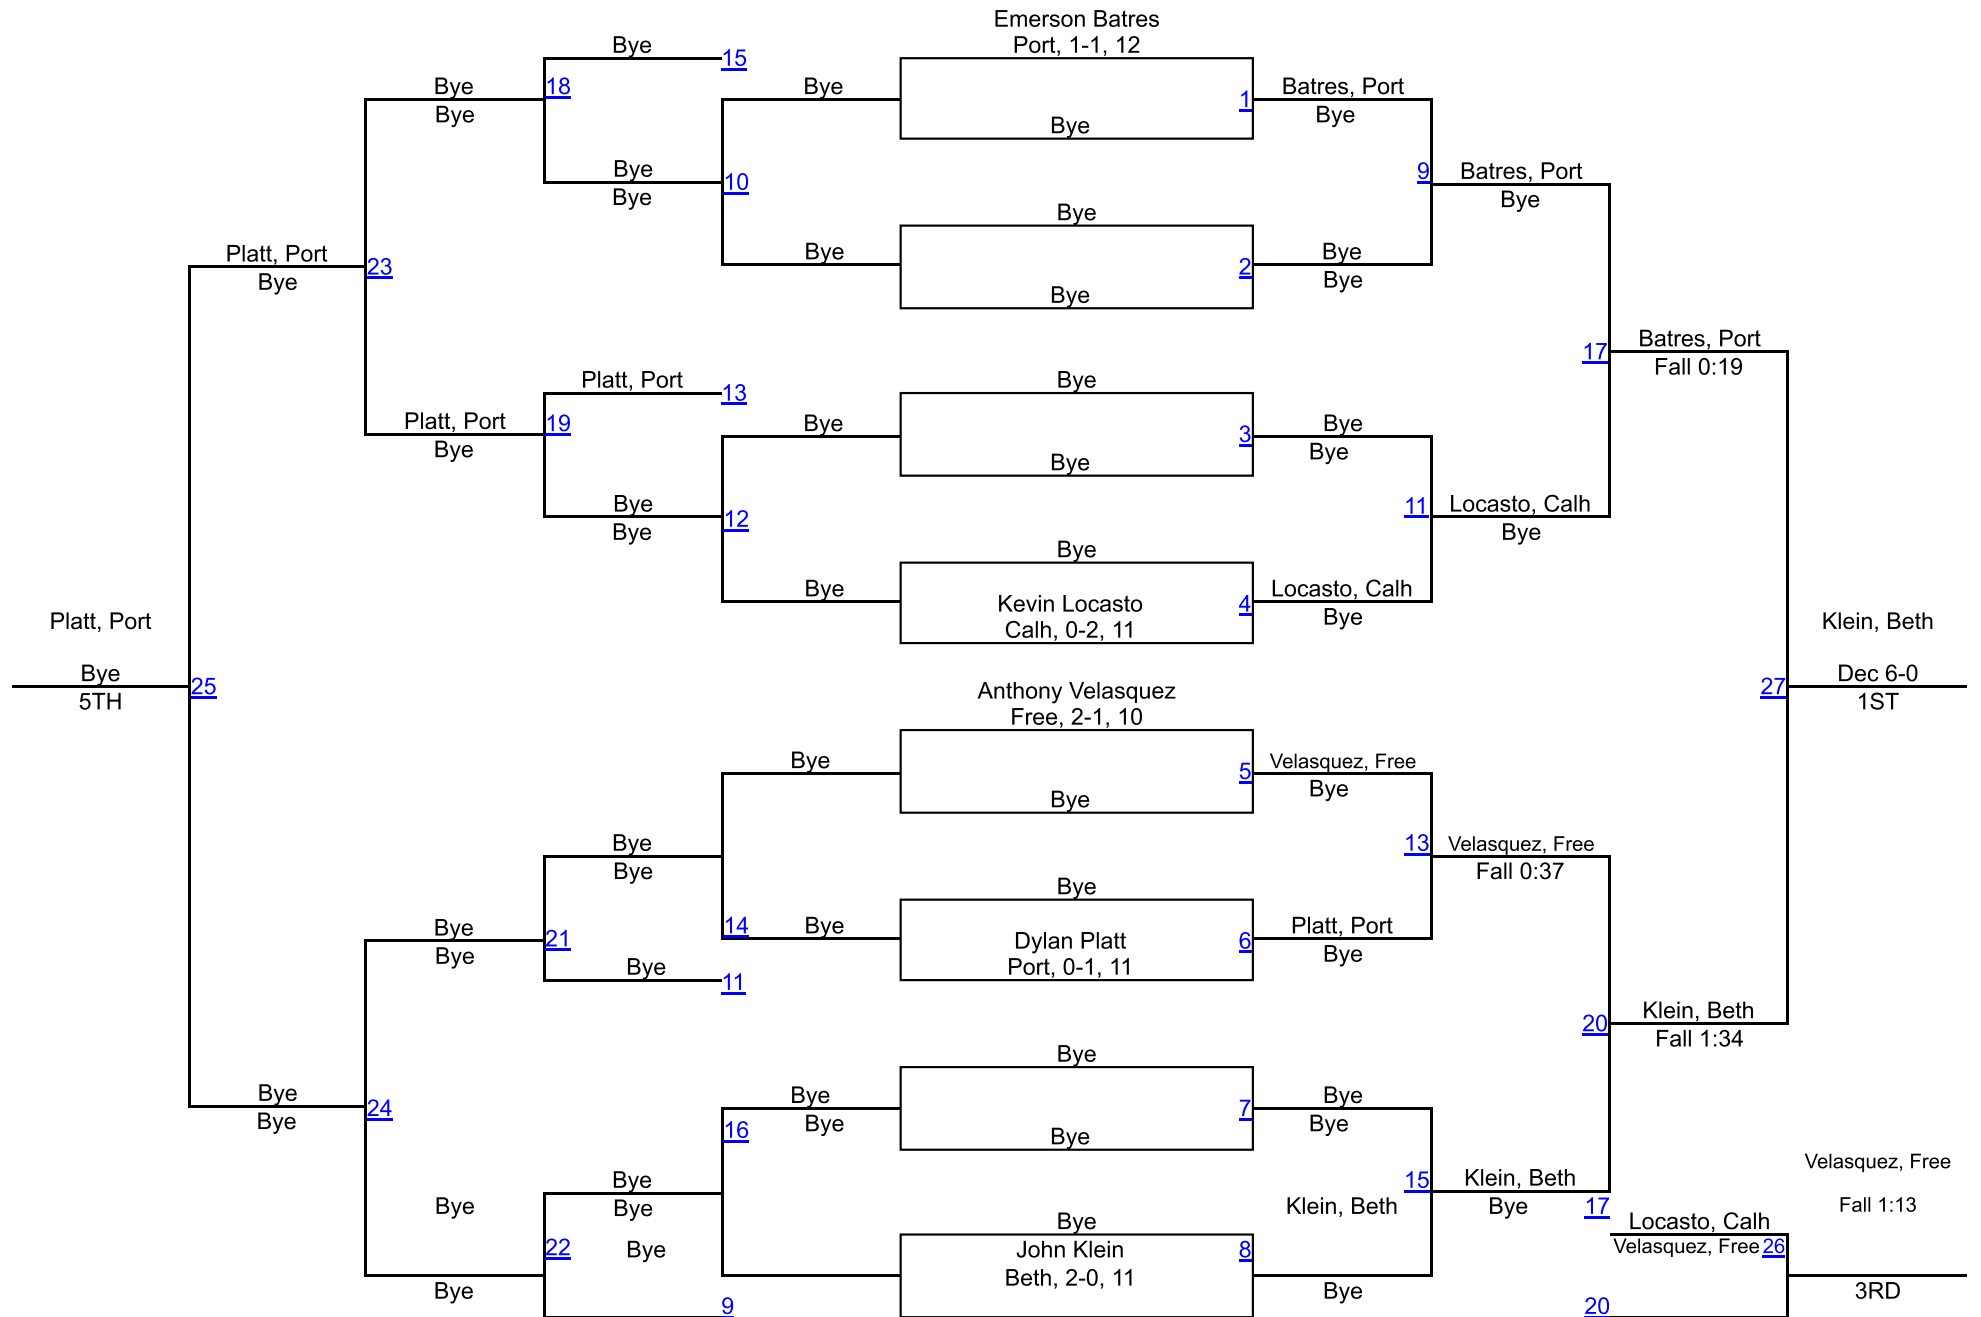 Emerson Batres
Port, 1-1, 12
Bye
15
Bye
18
Bye
1
Batres, Port
Bye
Bye
Bye
Bye
10
Bye
9
Batres, Port
Bye
Bye
Bye
2
Bye
Bye
Bye
Platt, Port
23
Bye
Batres, Port
17
Fall 0:19
Platt, Port
13
Bye
Platt, Port
19
Bye
Bye
3
Bye
Bye
Bye
Bye
12
Bye
11
Locasto, Calh
Bye
Bye
Bye
Kevin Locasto
Calh, 0-2, 11
4
Locasto, Calh
Bye
Platt, Port
Bye
5TH
25
Klein, Beth
27
Dec 6-0
1ST
Anthony Velasquez
Free, 2-1, 10
Bye
5
Velasquez, Free
Bye
Bye
Bye
Bye
13
Velasquez, Free
Fall 0:37
Bye
14
Bye
Dylan Platt
Port, 0-1, 11
6
Platt, Port
Bye
Bye
21
Bye
Bye
11
Klein, Beth
20
Fall 1:34
Bye
Bye
Bye
7
Bye
Bye
Bye
16
Bye
Bye
24
Bye
Bye
Bye
Bye
15
Klein, Beth
Bye
Klein, Beth
Bye
22
Bye
Bye
John Klein
Beth, 2-0, 11
8
Bye
Bye
9
17
Locasto, Calh
Velasquez, Free
26
20
Velasquez, Free
Fall 1:13
3RD